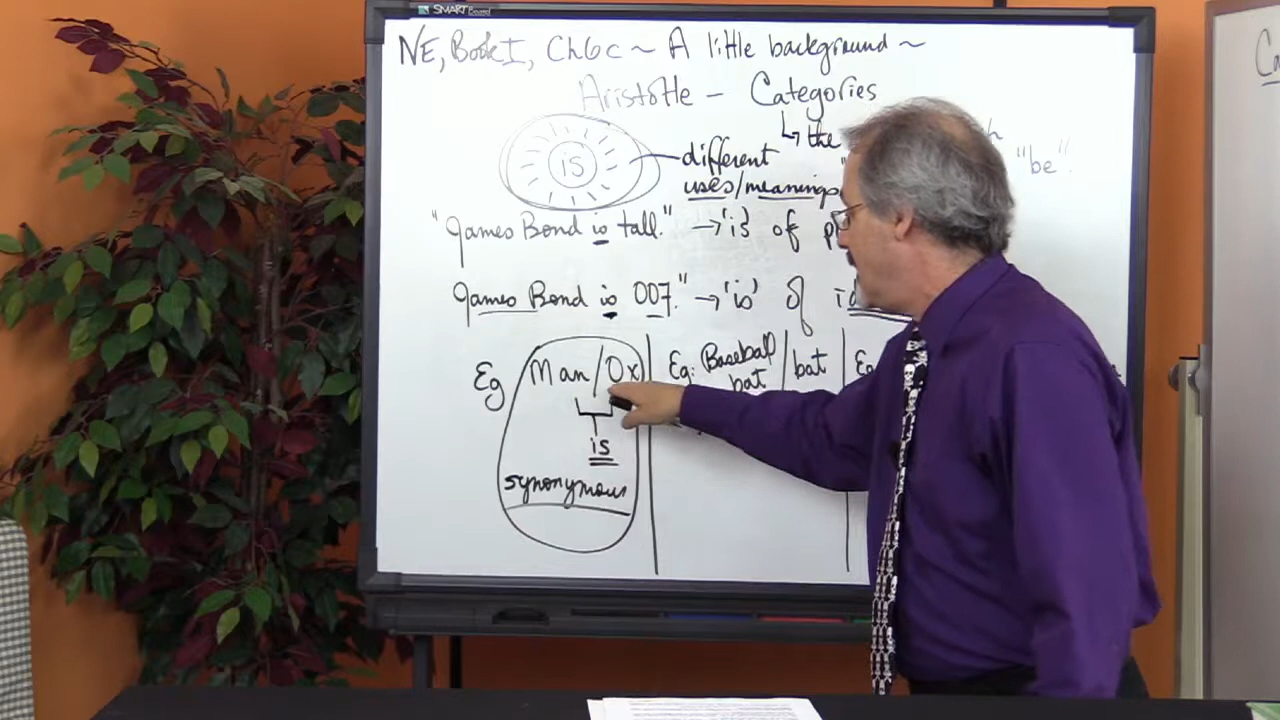 SMART Board
NE, Book I, Ch6c ~ A little background ~
Aristotle - Categories
↳ the
IS
different
uses/meanings
"be"
"James Bond is tall." → 'is' of
James Bond is 007." → 'is' of
Eg
Man/Ox
is
synonymous
Eg: Baseball
bat
bat